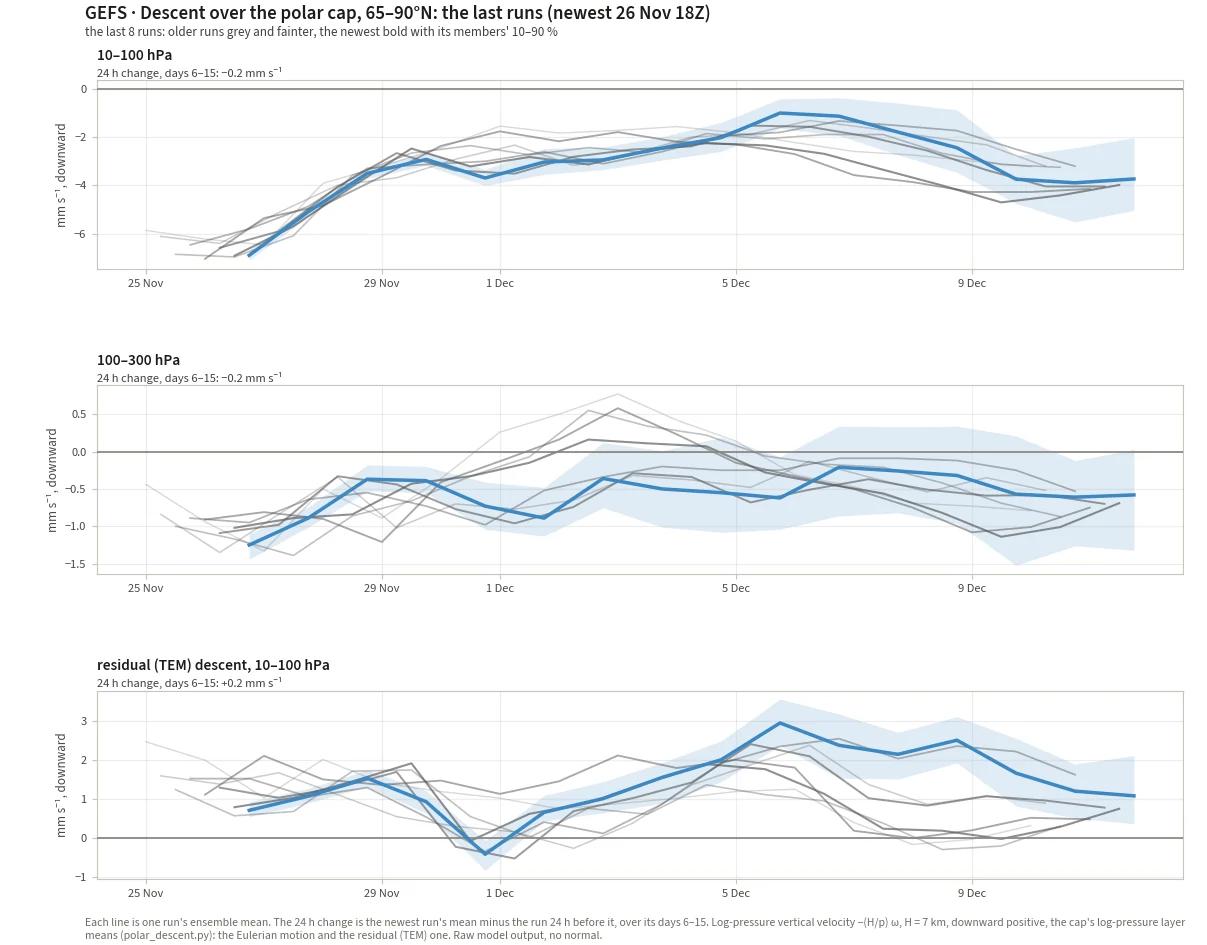 GEFS · Descent over the polar cap, 65–90°N: the last runs (newest 26 Nov 18Z)
the last 8 runs: older runs grey and fainter, the newest bold with its members' 10–90 %
10–100 hPa
24 h change, days 6–15: −0.2 mm s⁻¹
0
−2
−4
−6
mm s⁻¹, downward
25 Nov
29 Nov
1 Dec
5 Dec
9 Dec
100–300 hPa
24 h change, days 6–15: −0.2 mm s⁻¹
0.5
0.0
−0.5
−1.0
−1.5
mm s⁻¹, downward
25 Nov
29 Nov
1 Dec
5 Dec
9 Dec
residual (TEM) descent, 10–100 hPa
24 h change, days 6–15: +0.2 mm s⁻¹
3
2
1
0
−1
mm s⁻¹, downward
25 Nov
29 Nov
1 Dec
5 Dec
9 Dec
Each line is one run's ensemble mean. The 24 h change is the newest run's mean minus the run 24 h before it, over its days 6–15. Log-pressure vertical velocity −(H/p) ω, H = 7 km, downward positive, the cap's log-pressure layer
means (polar_descent.py): the Eulerian motion and the residual (TEM) one. Raw model output, no normal.